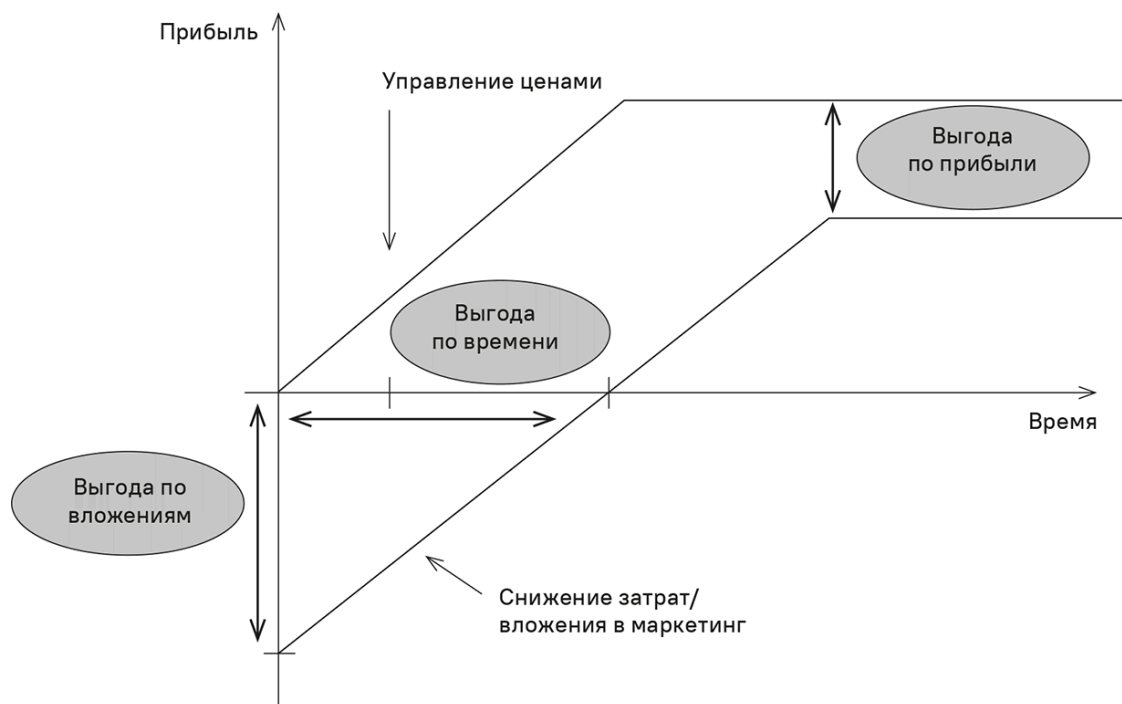 Прибыль
Управление ценами
Выгода
по прибыли
Выгода
по времени
Время
Выгода по
вложениям
Снижение затрат/
вложения в маркетинг